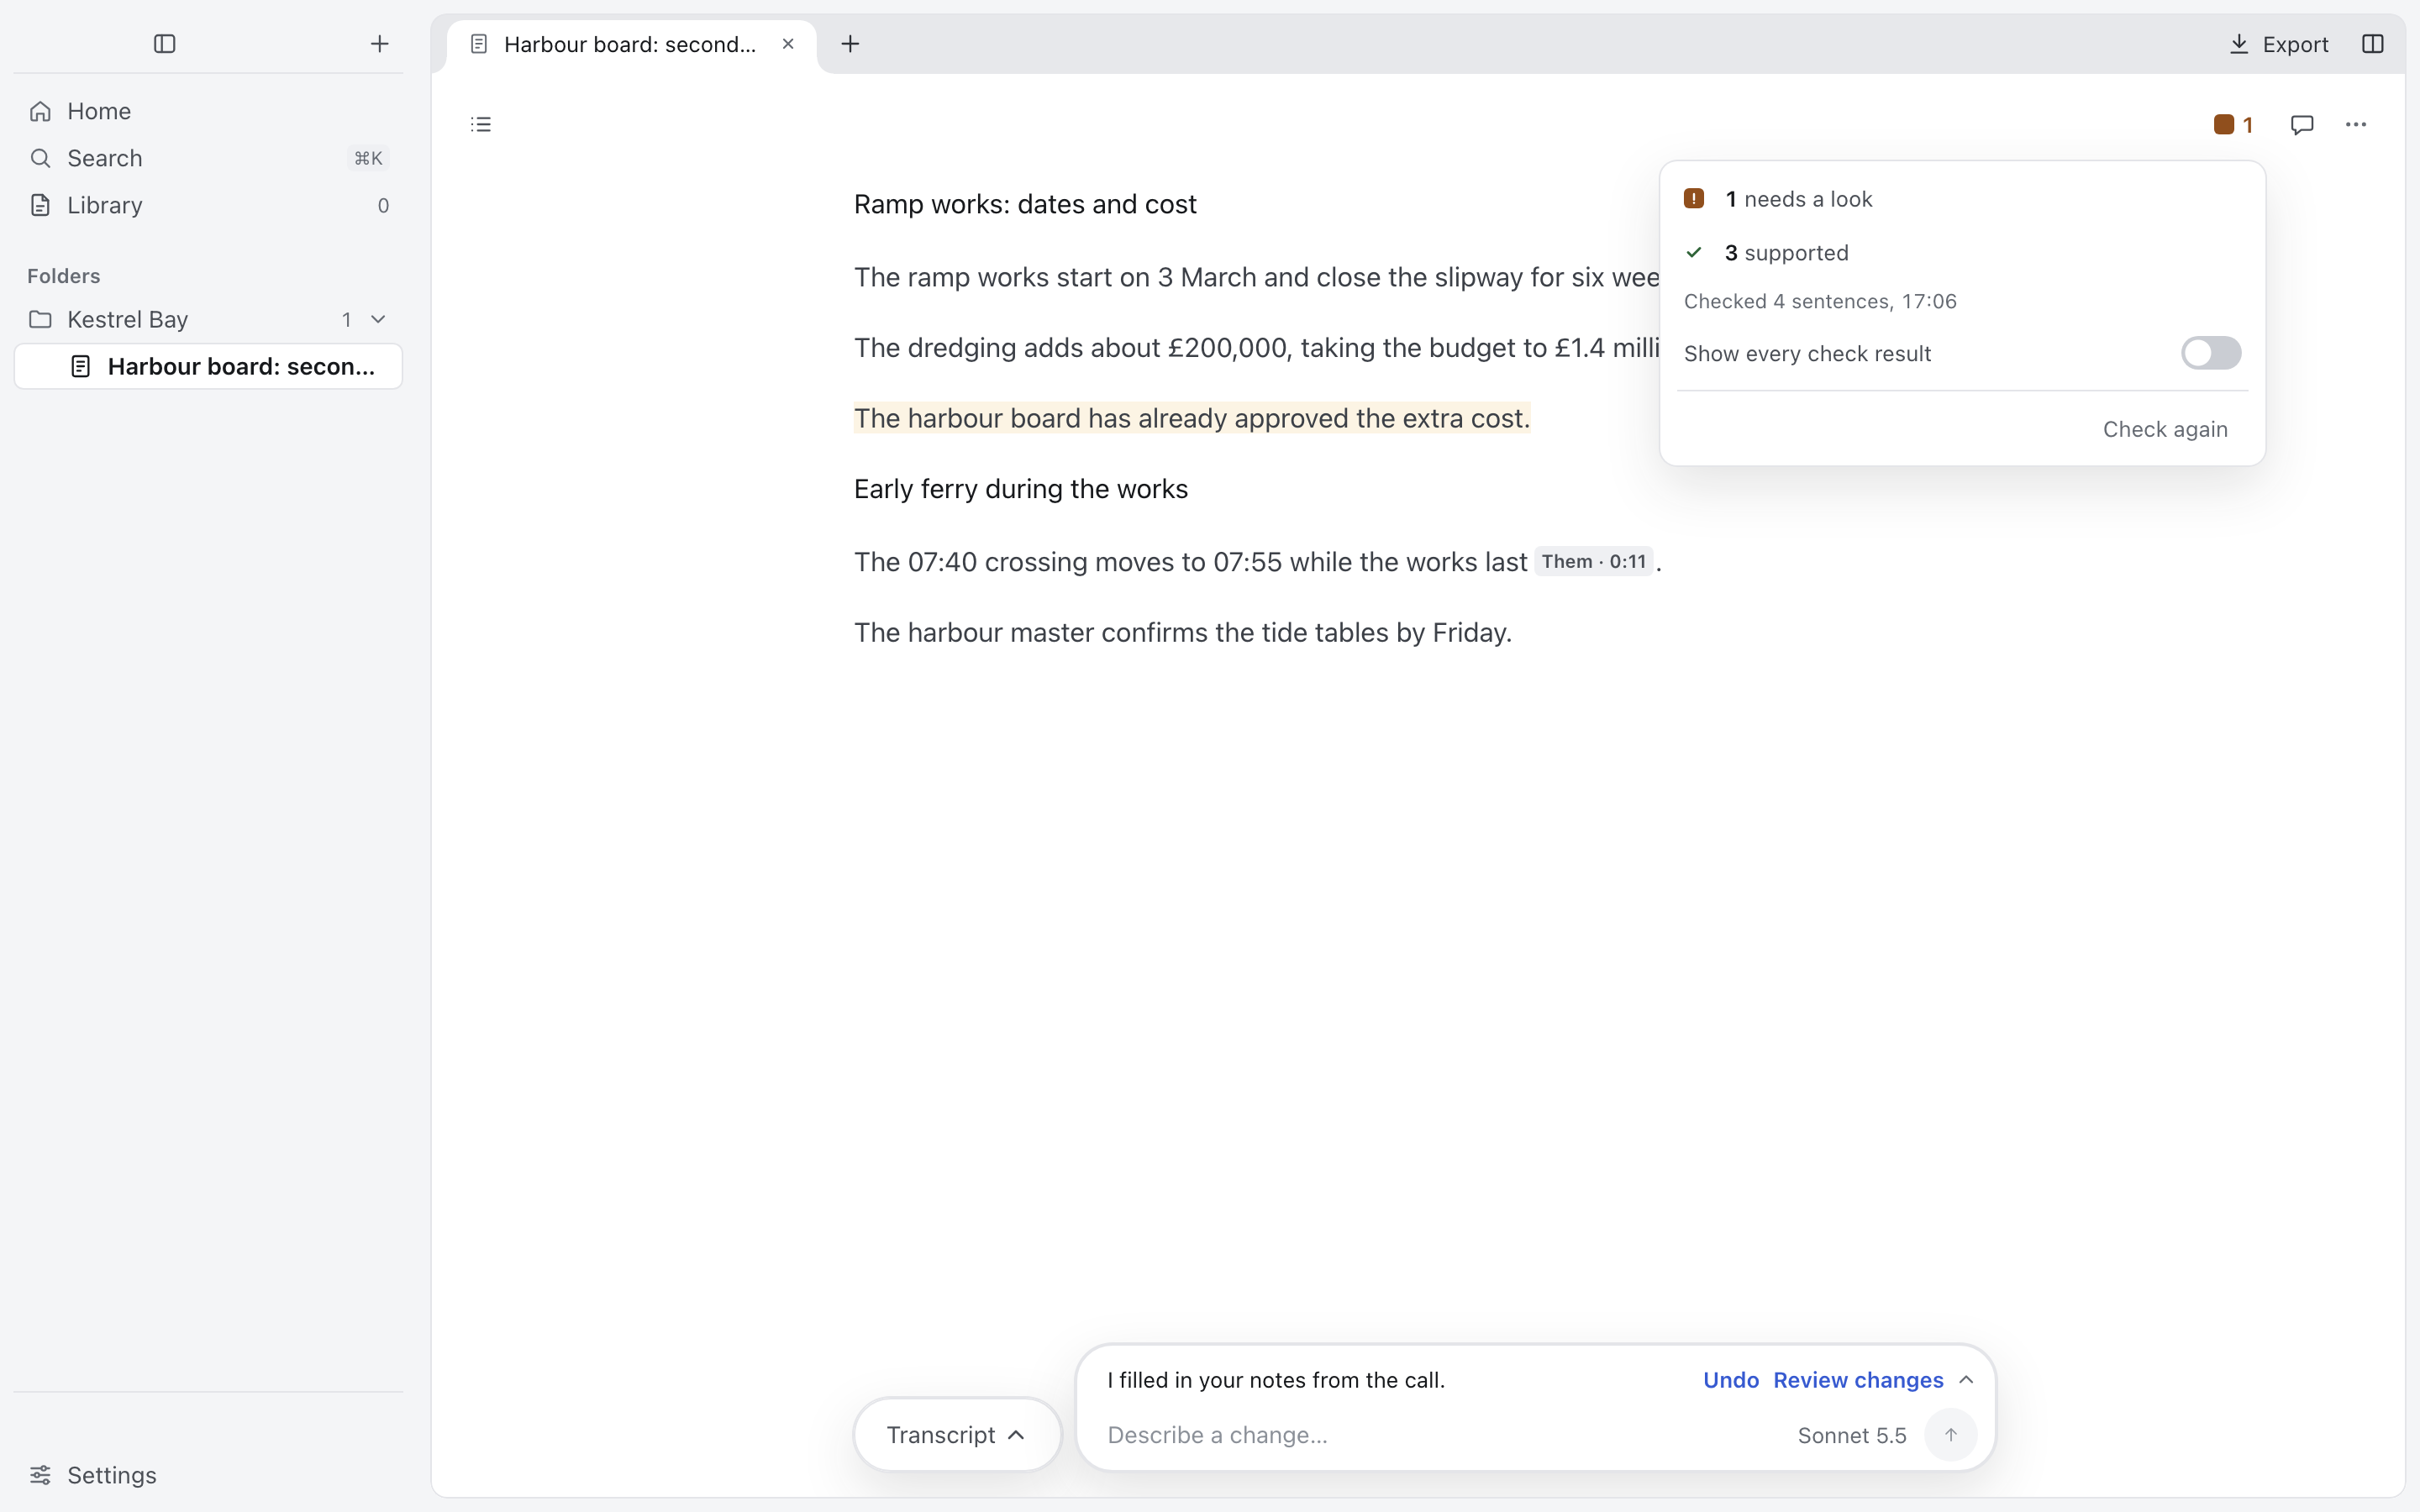 Home
Search ⌘K
Library 0
Folders
Kestrel Bay 1
Harbour board: secon...
Settings
Harbour board: second...
Export
1
Ramp works: dates and cost
The ramp works start on 3 March and close the slipway for six wee
The dredging adds about £200,000, taking the budget to £1.4 milli
The harbour board has already approved the extra cost.
Early ferry during the works
The 07:40 crossing moves to 07:55 while the works last Them · 0:11 .
The harbour master confirms the tide tables by Friday.
1 needs a look
3 supported
Checked 4 sentences, 17:06
Show every check result
Check again
Transcript
I filled in your notes from the call.
Undo Review changes
Describe a change...
Sonnet 5.5